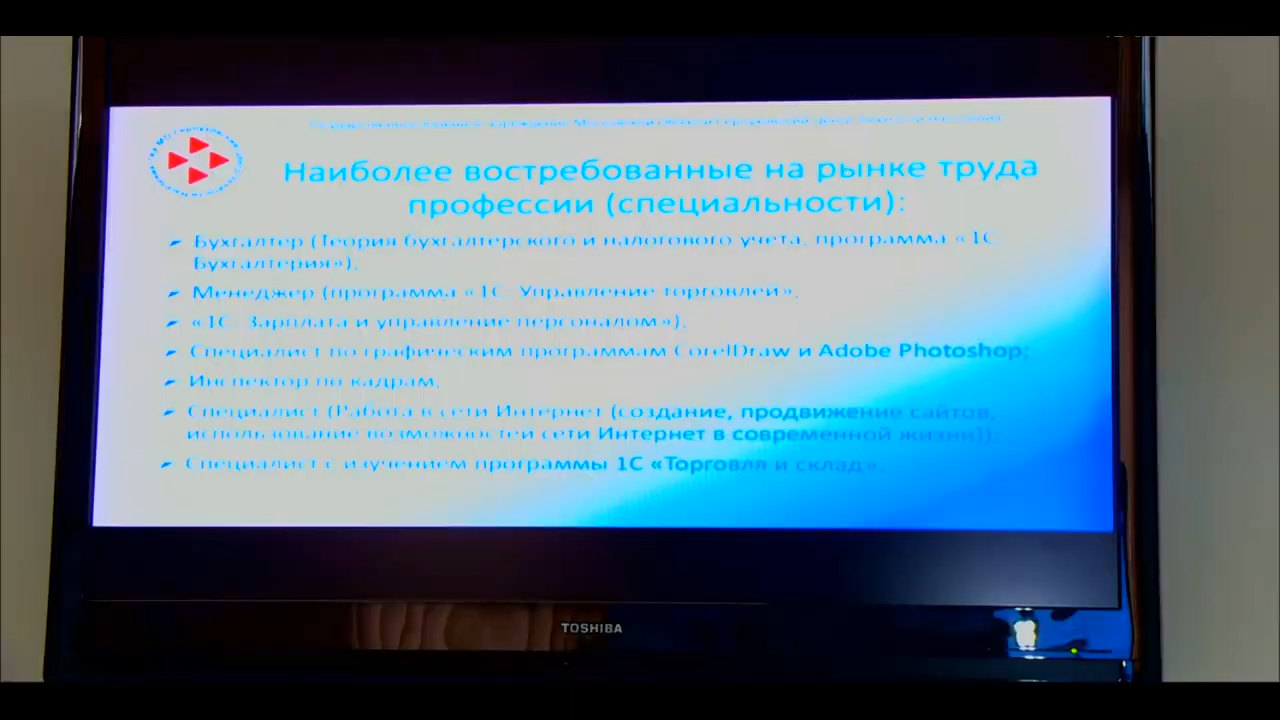 Наиболее востребованные на рынке труда
профессии (специальности):
Бухгалтер (Теория бухгалтерского и налогового учета, программа «1С:
Бухгалтерия»),
Менеджер (программа «1С: Управление торговлей»,
«1С: Зарплата и управление персоналом»),
Специалист по графическим программам CorelDraw и Adobe Photoshop;
Инспектор по кадрам,
Специалист (Работа в сети Интернет (создание, продвижение сайтов,
использование возможностей сети Интернет в современной жизни)),
Специалист с изучением программы 1С «Торговля и склад»,
TOSHIBA